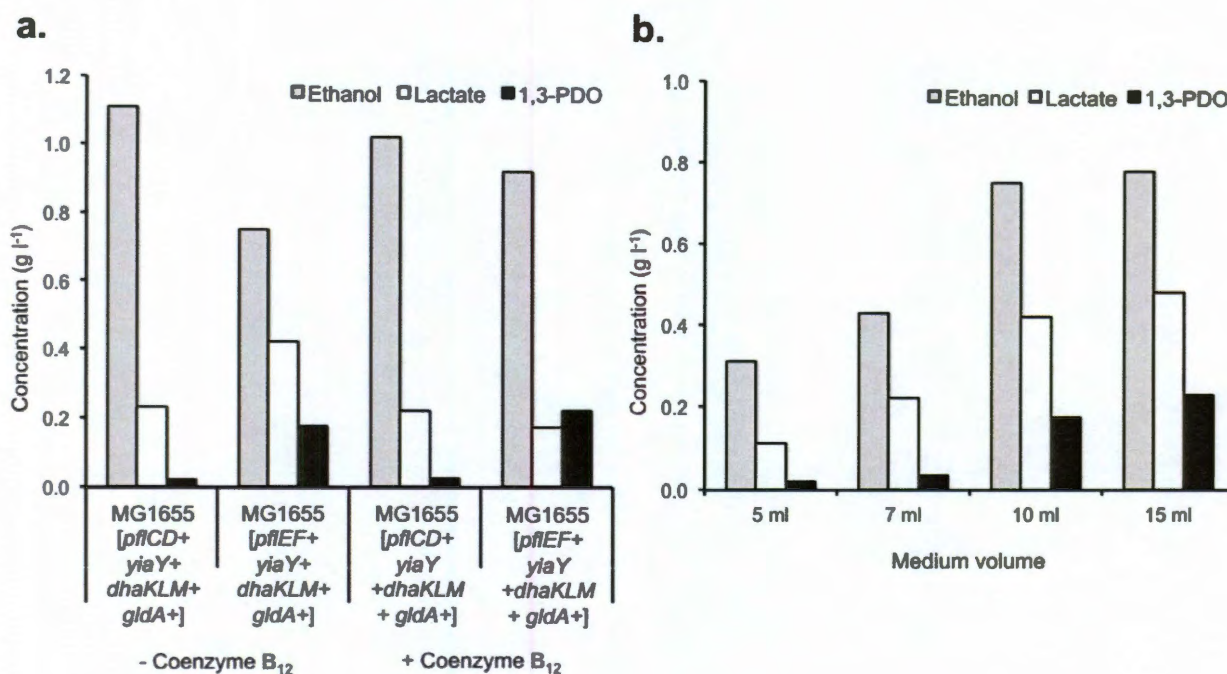 a.
Ethanol Lactate 1,3-PDO
Concentration (g l⁻¹)
1.2
1.0
0.8
0.6
0.4
0.2
0.0
MG1655
[pflCD+
yiaY+
dhaKLM+
gldA+]
MG1655
[pflEF+
yiaY+
dhaKLM+
gldA+]
MG1655
[pflCD+
yiaY
+dhaKLM
+ gldA+]
MG1655
[pflEF+
yiaY
+dhaKLM
+ gldA+]
- Coenzyme B₁₂
+ Coenzyme B₁₂
b.
Ethanol Lactate 1,3-PDO
Concentration (g l⁻¹)
1.0
0.8
0.6
0.4
0.2
0.0
5 ml
7 ml
10 ml
15 ml
Medium volume